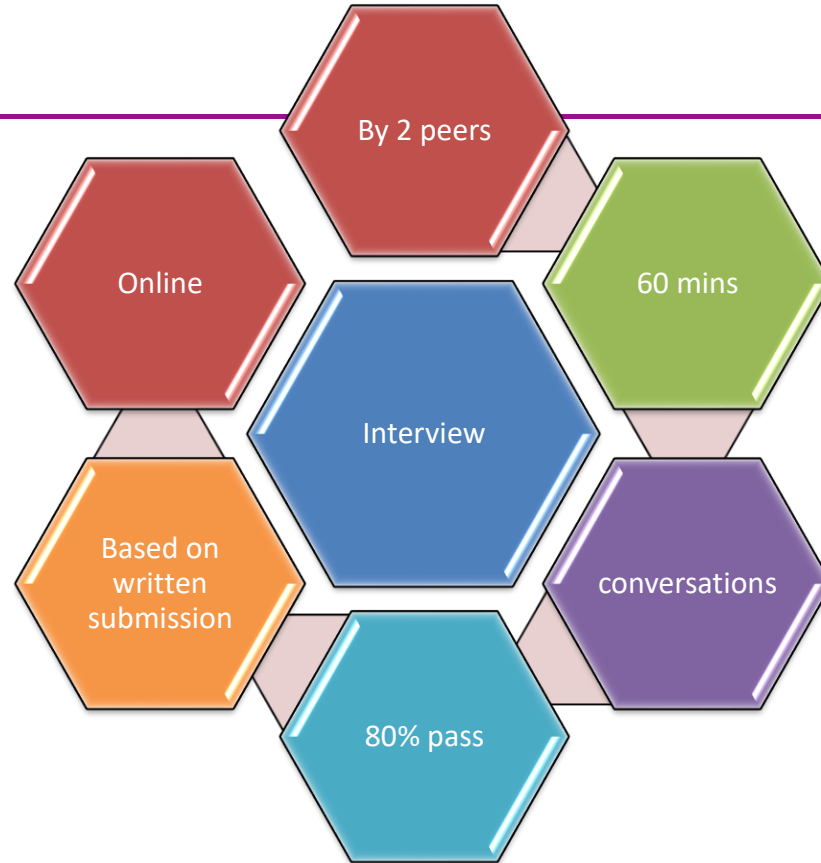 By 2 peers
Online
60 mins
Interview
Based on
written
submission
conversations
80% pass